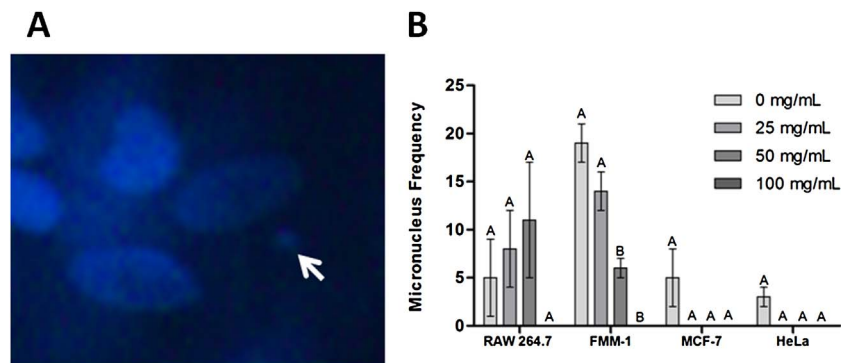 A
B
Micronucleus Frequency
25
20
15
10
5
0
0 mg/mL
25 mg/mL
50 mg/mL
100 mg/mL
A
A
A
A
A
A
B
B
A
A
A
A
A
A
A
A
RAW 264.7
FMM-1
MCF-7
HeLa